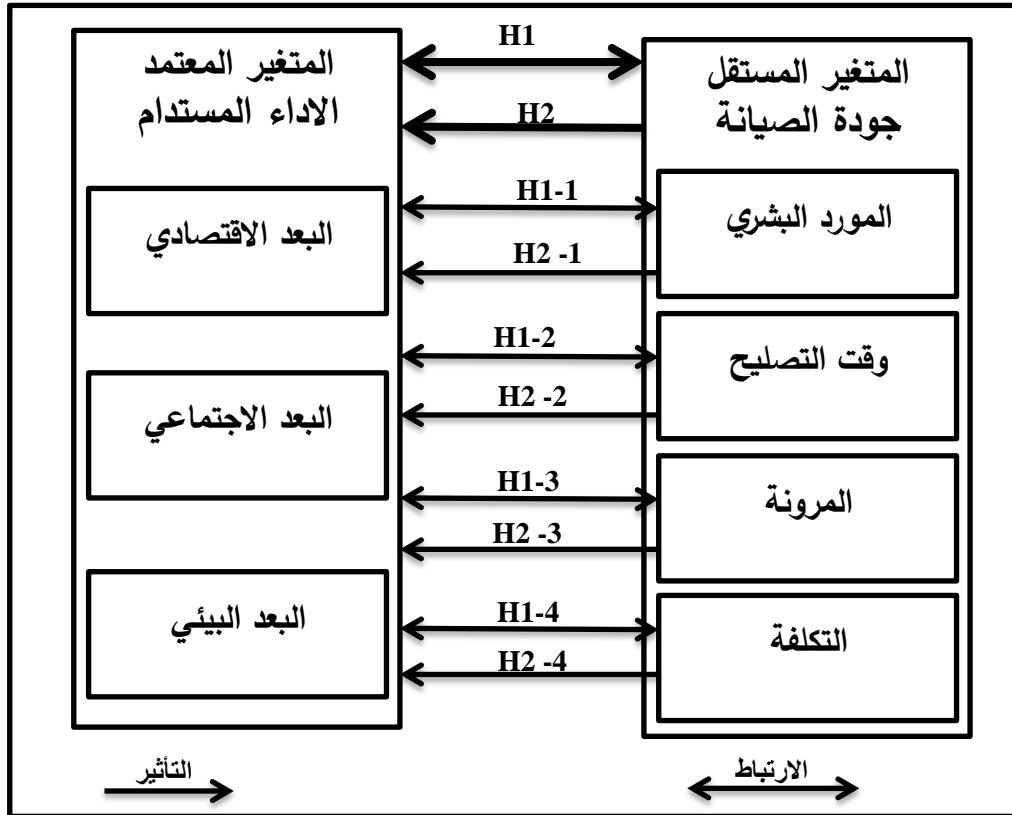 المتغير المستقل
جودة الصيانة
المورد البشري
وقت التصليح
المرونة
التكلفة
H1
H2
H1-1
H2 -1
H1-2
H2 -2
H1-3
H2 -3
H1-4
H2 -4
المتغير المعتمد
الاداء المستدام
البعد الاقتصادي
البعد الاجتماعي
البعد البيئي
الارتباط
التأثير